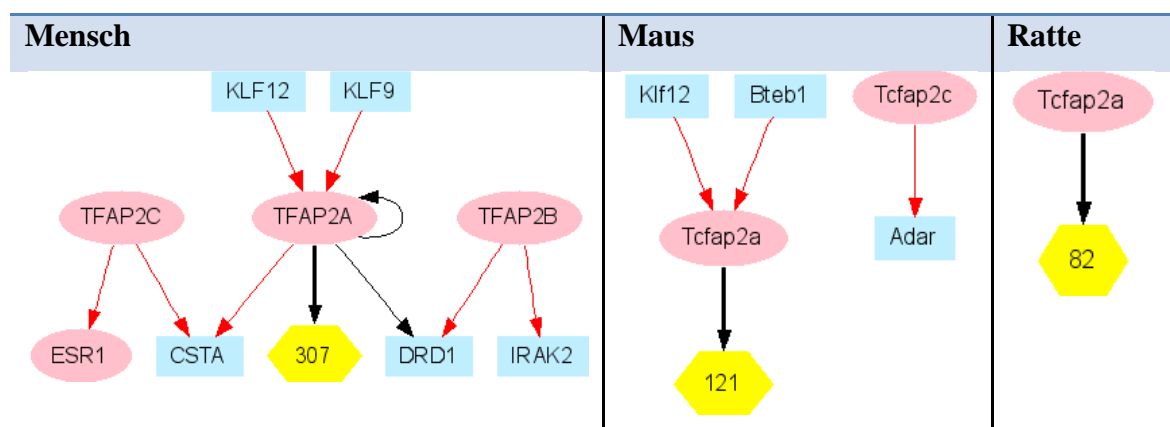 Mensch
KLF12 KLF9
TFAP2C TFAP2A TFAP2B
ESR1 CSTA 307 DRD1 IRAK2
Maus
Klf12 Bteb1 Tcfap2c
Tcfap2a Adar
121
Ratte
Tcfap2a
82